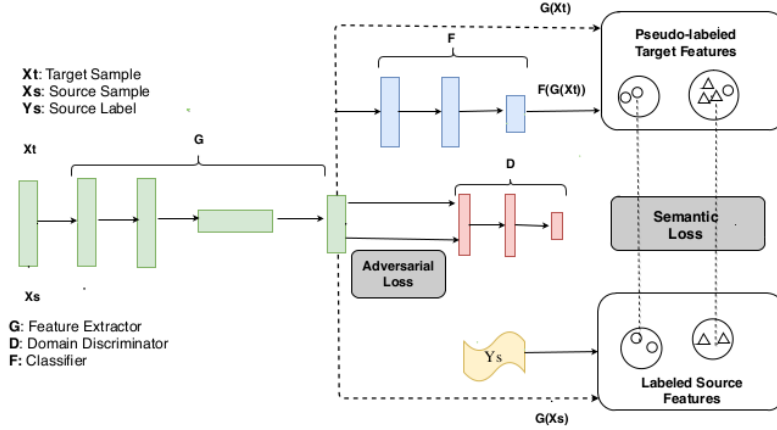 G(Xt)
F
Pseudo-labeled
Target Features
Xt: Target Sample
Xs: Source Sample
Ys: Source Label
F(G(Xt))
Xt
G
D
Semantic
Loss
Adversarial
Loss
Xs
G: Feature Extractor
D: Domain Discriminator
F: Classifier
Ys
Labeled Source
Features
G(Xs)